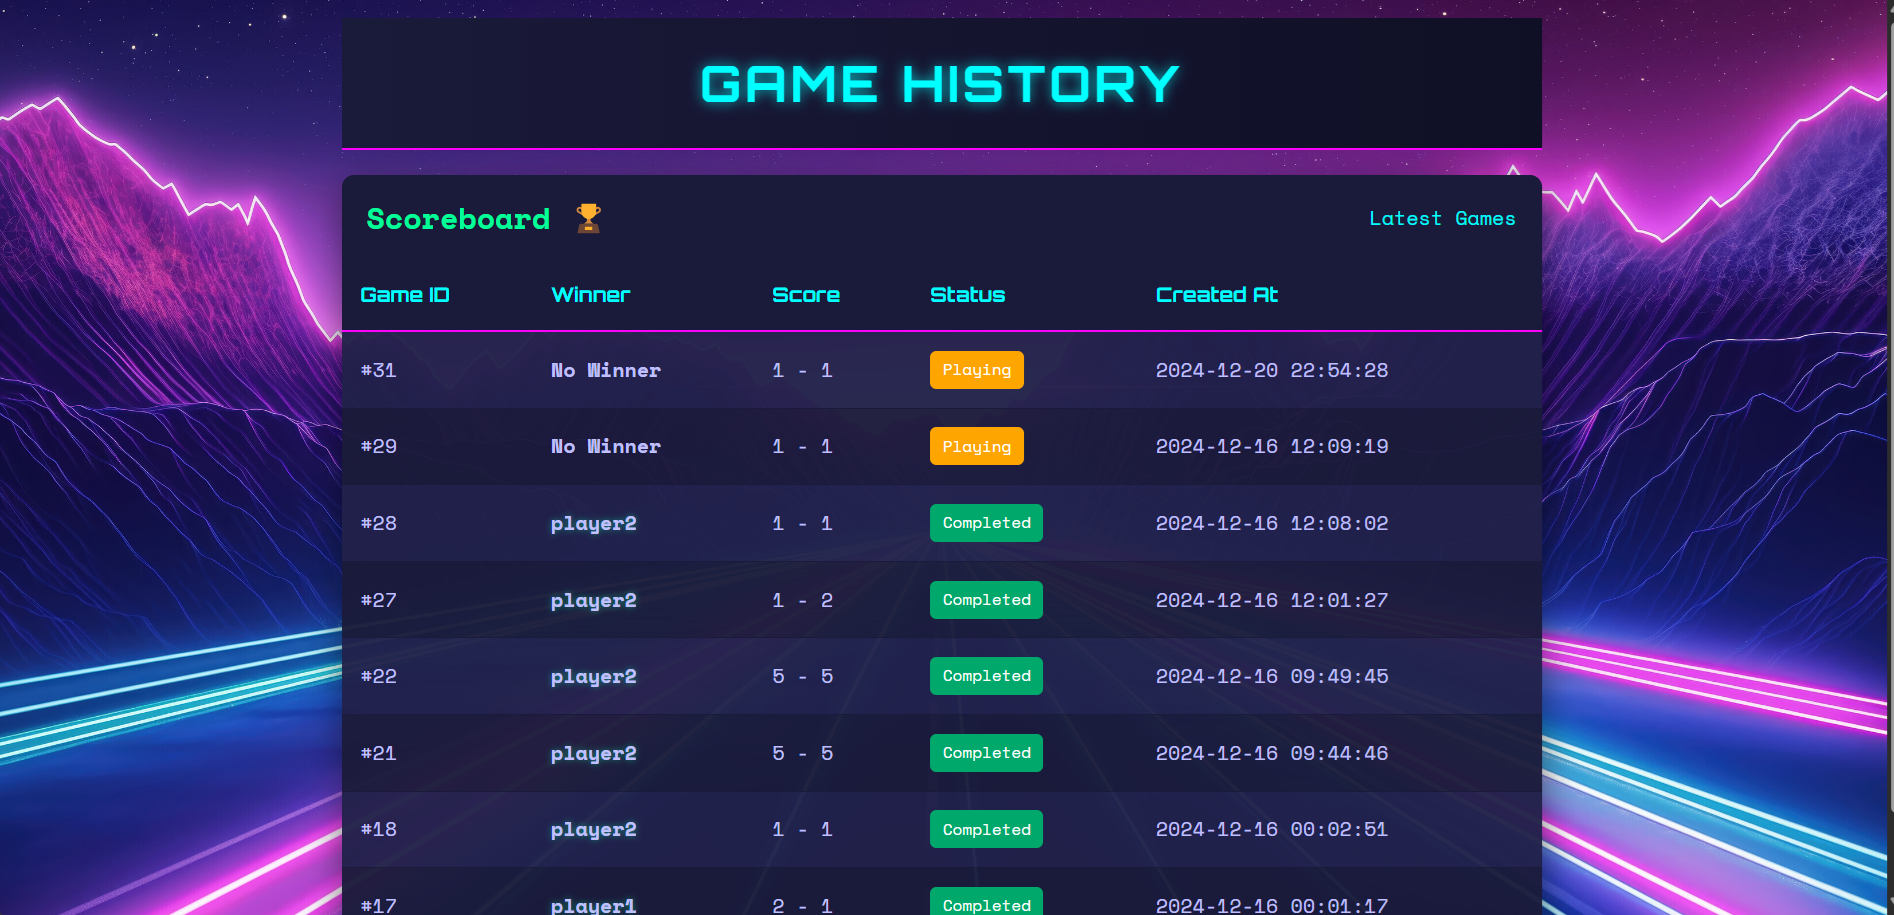 GAME HISTORY
Scoreboard 🏆 Latest Games
Game ID Winner Score Status Created At
#31 No Winner 1 - 1 Playing 2024-12-20 22:54:28
#29 No Winner 1 - 1 Playing 2024-12-16 12:09:19
#28 player2 1 - 1 Completed 2024-12-16 12:08:02
#27 player2 1 - 2 Completed 2024-12-16 12:01:27
#22 player2 5 - 5 Completed 2024-12-16 09:49:45
#21 player2 5 - 5 Completed 2024-12-16 09:44:46
#18 player2 1 - 1 Completed 2024-12-16 00:02:51
#17 player1 2 - 1 Completed 2024-12-16 00:01:17